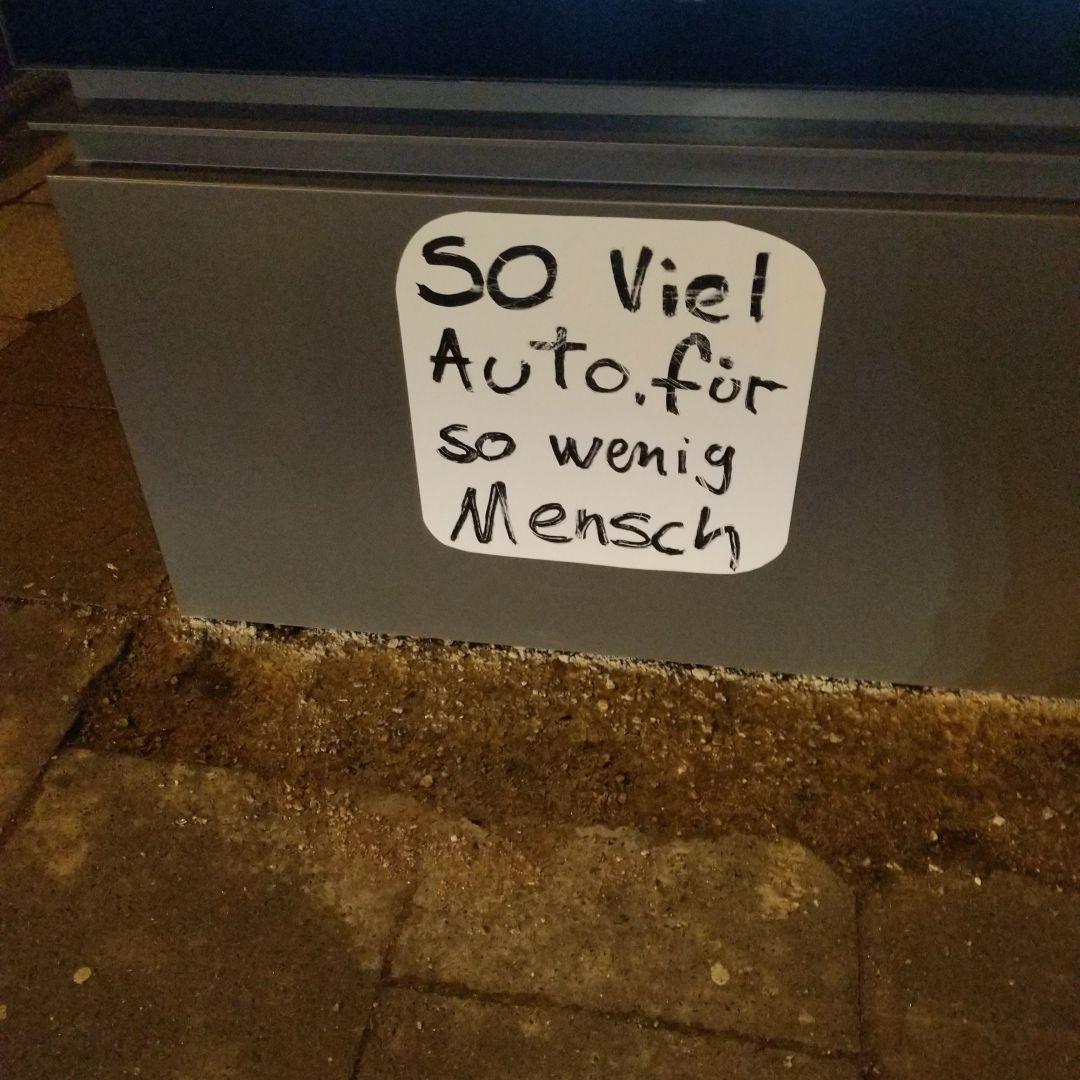 SO Viel
Auto. für
so wenig
Mensch